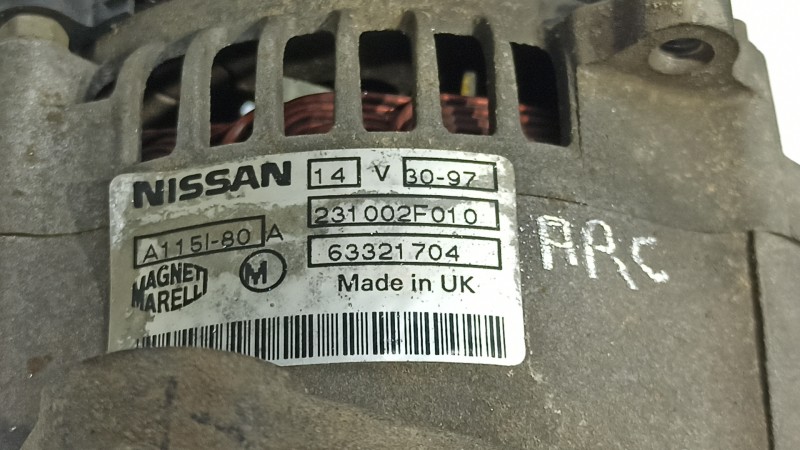 NISSAN 14 V 30-97
231002F010
A115I-80 A
63321704
MAGNETI
MARELLI
M
Made in UK
ARC